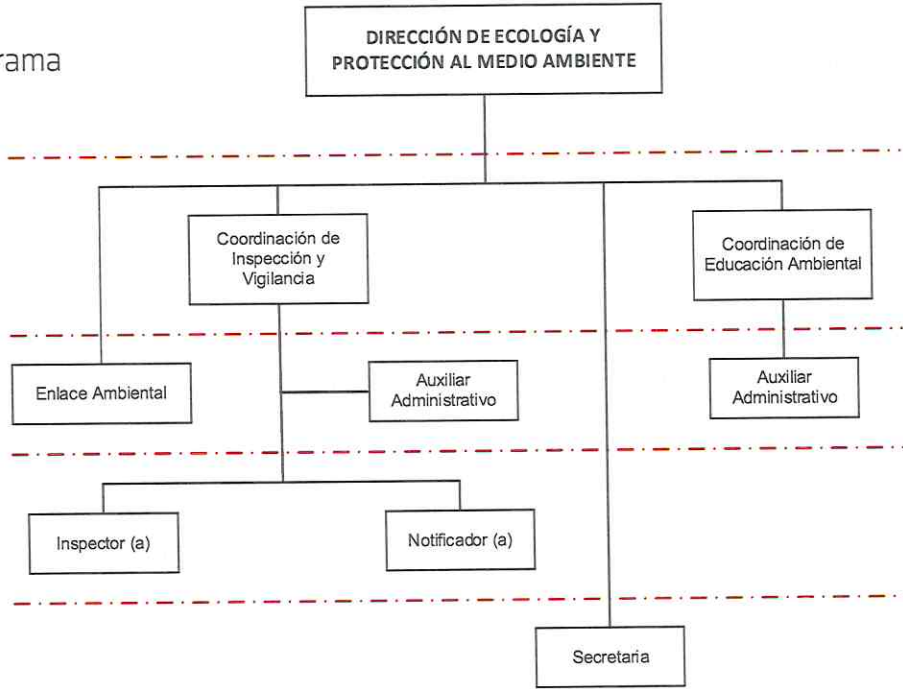 rama
DIRECCIÓN DE ECOLOGÍA Y
PROTECCIÓN AL MEDIO AMBIENTE
Coordinación de
Inspección y
Vigilancia
Coordinación de
Educación Ambiental
Enlace Ambiental
Auxiliar
Administrativo
Auxiliar
Administrativo
Inspector (a)
Notificador (a)
Secretaria